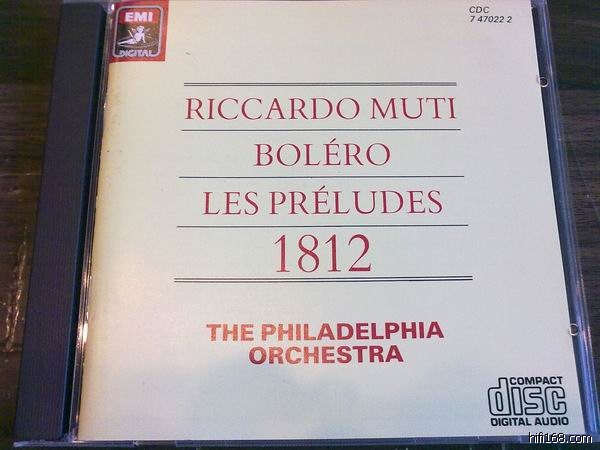 EMI
DIGITAL
CDC
7 47022 2
RICCARDO MUTI
BOLÉRO
LES PRÉLUDES
1812
THE PHILADELPHIA
ORCHESTRA
COMPACT
disc
DIGITAL AUDIO
hifi168.com